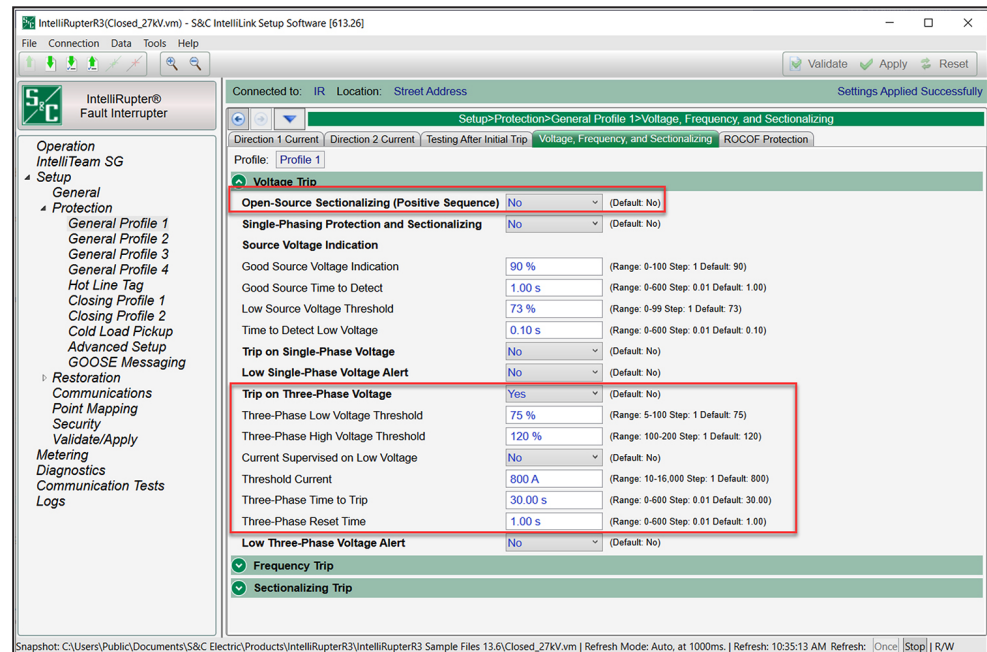 IntelliRupterR3(Closed_27kV.vm) - S&C IntelliLink Setup Software [613.26]
File Connection Data Tools Help
Validate Apply Reset
S&C IntelliRupter® Fault Interrupter
Connected to: IR Location: Street Address Settings Applied Successfully
Setup>Protection>General Profile 1>Voltage, Frequency, and Sectionalizing
Direction 1 Current Direction 2 Current Testing After Initial Trip Voltage, Frequency, and Sectionalizing ROCOF Protection
Profile: Profile 1
Operation
IntelliTeam SG
Setup
General
Protection
General Profile 1
General Profile 2
General Profile 3
General Profile 4
Hot Line Tag
Closing Profile 1
Closing Profile 2
Cold Load Pickup
Advanced Setup
GOOSE Messaging
Restoration
Communications
Point Mapping
Security
Validate/Apply
Metering
Diagnostics
Communication Tests
Logs
Voltage Trip
Open-Source Sectionalizing (Positive Sequence) No (Default: No)
Single-Phasing Protection and Sectionalizing No (Default: No)
Source Voltage Indication
Good Source Voltage Indication 90 % (Range: 0-100 Step: 1 Default: 90)
Good Source Time to Detect 1.00 s (Range: 0-600 Step: 0.01 Default: 1.00)
Low Source Voltage Threshold 73 % (Range: 0-99 Step: 1 Default: 73)
Time to Detect Low Voltage 0.10 s (Range: 0-600 Step: 0.01 Default: 0.10)
Trip on Single-Phase Voltage No (Default: No)
Low Single-Phase Voltage Alert No (Default: No)
Trip on Three-Phase Voltage Yes (Default: No)
Three-Phase Low Voltage Threshold 75 % (Range: 5-100 Step: 1 Default: 75)
Three-Phase High Voltage Threshold 120 % (Range: 100-200 Step: 1 Default: 120)
Current Supervised on Low Voltage No (Default: No)
Threshold Current 800 A (Range: 10-16,000 Step: 1 Default: 800)
Three-Phase Time to Trip 30.00 s (Range: 0-600 Step: 0.01 Default: 30.00)
Three-Phase Reset Time 1.00 s (Range: 0-600 Step: 0.01 Default: 1.00)
Low Three-Phase Voltage Alert No (Default: No)
Frequency Trip
Sectionalizing Trip
Snapshot: C:\Users\Public\Documents\S&C Electric\Products\IntelliRupterR3\IntelliRupterR3 Sample Files 13.6\Closed_27kV.vm | Refresh Mode: Auto, at 1000ms. | Refresh: 10:35:13 AM Refresh: Once Stop | R/W